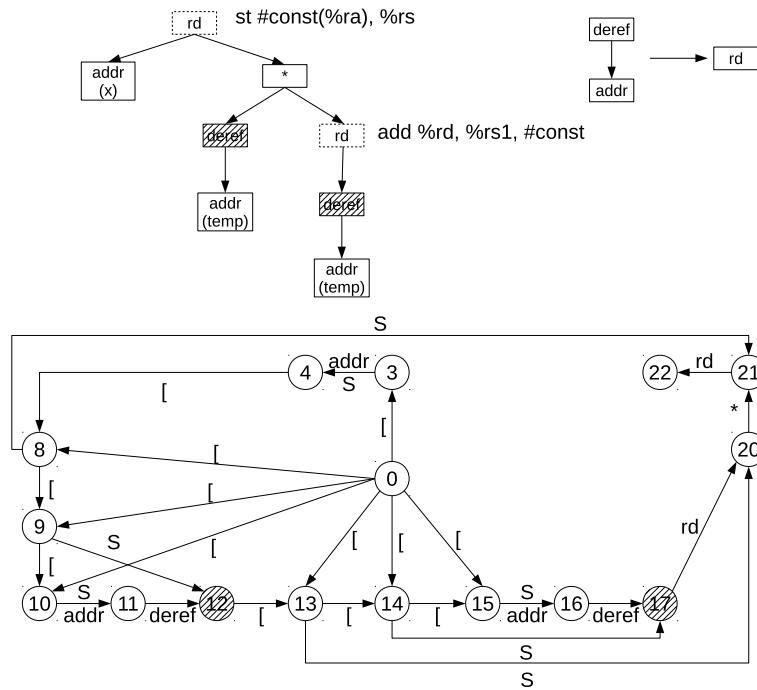 rd
st #const(%ra), %rs
deref
rd
addr
(x)
*
addr
deref
rd
add %rd, %rs1, #const
addr
(temp)
deref
addr
(temp)
S
4
addr
S
3
22
rd
21
[
[
*
8
[
0
20
[
[
9
S
[
[
[
[
rd
[
10
S
addr
11
deref
12
[
13
[
14
[
15
S
addr
16
deref
17
S
S